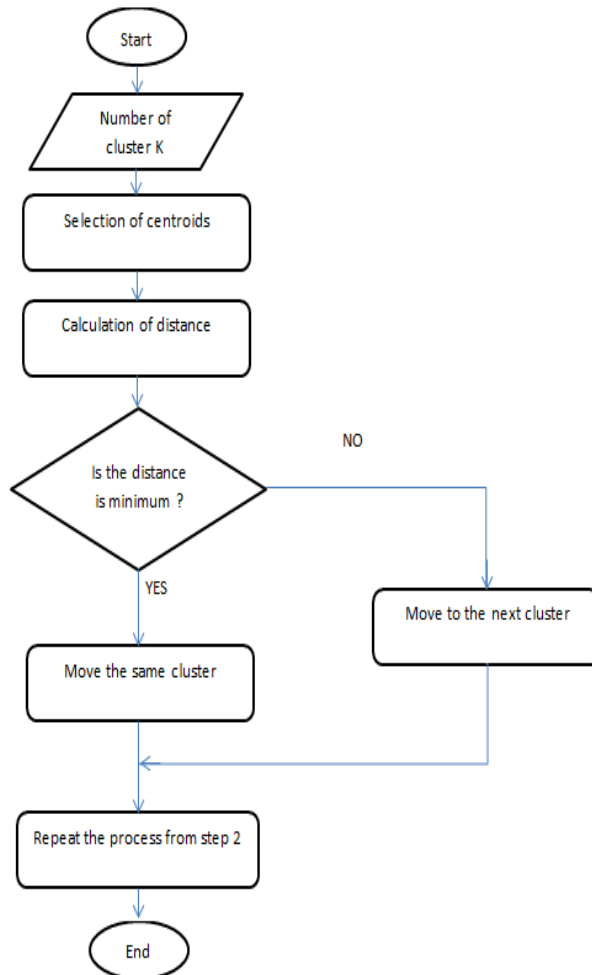 Start
Number of
cluster K
Selection of centroids
Calculation of distance
Is the distance
is minimum ?
NO
YES
Move to the next cluster
Move the same cluster
Repeat the process from step 2
End